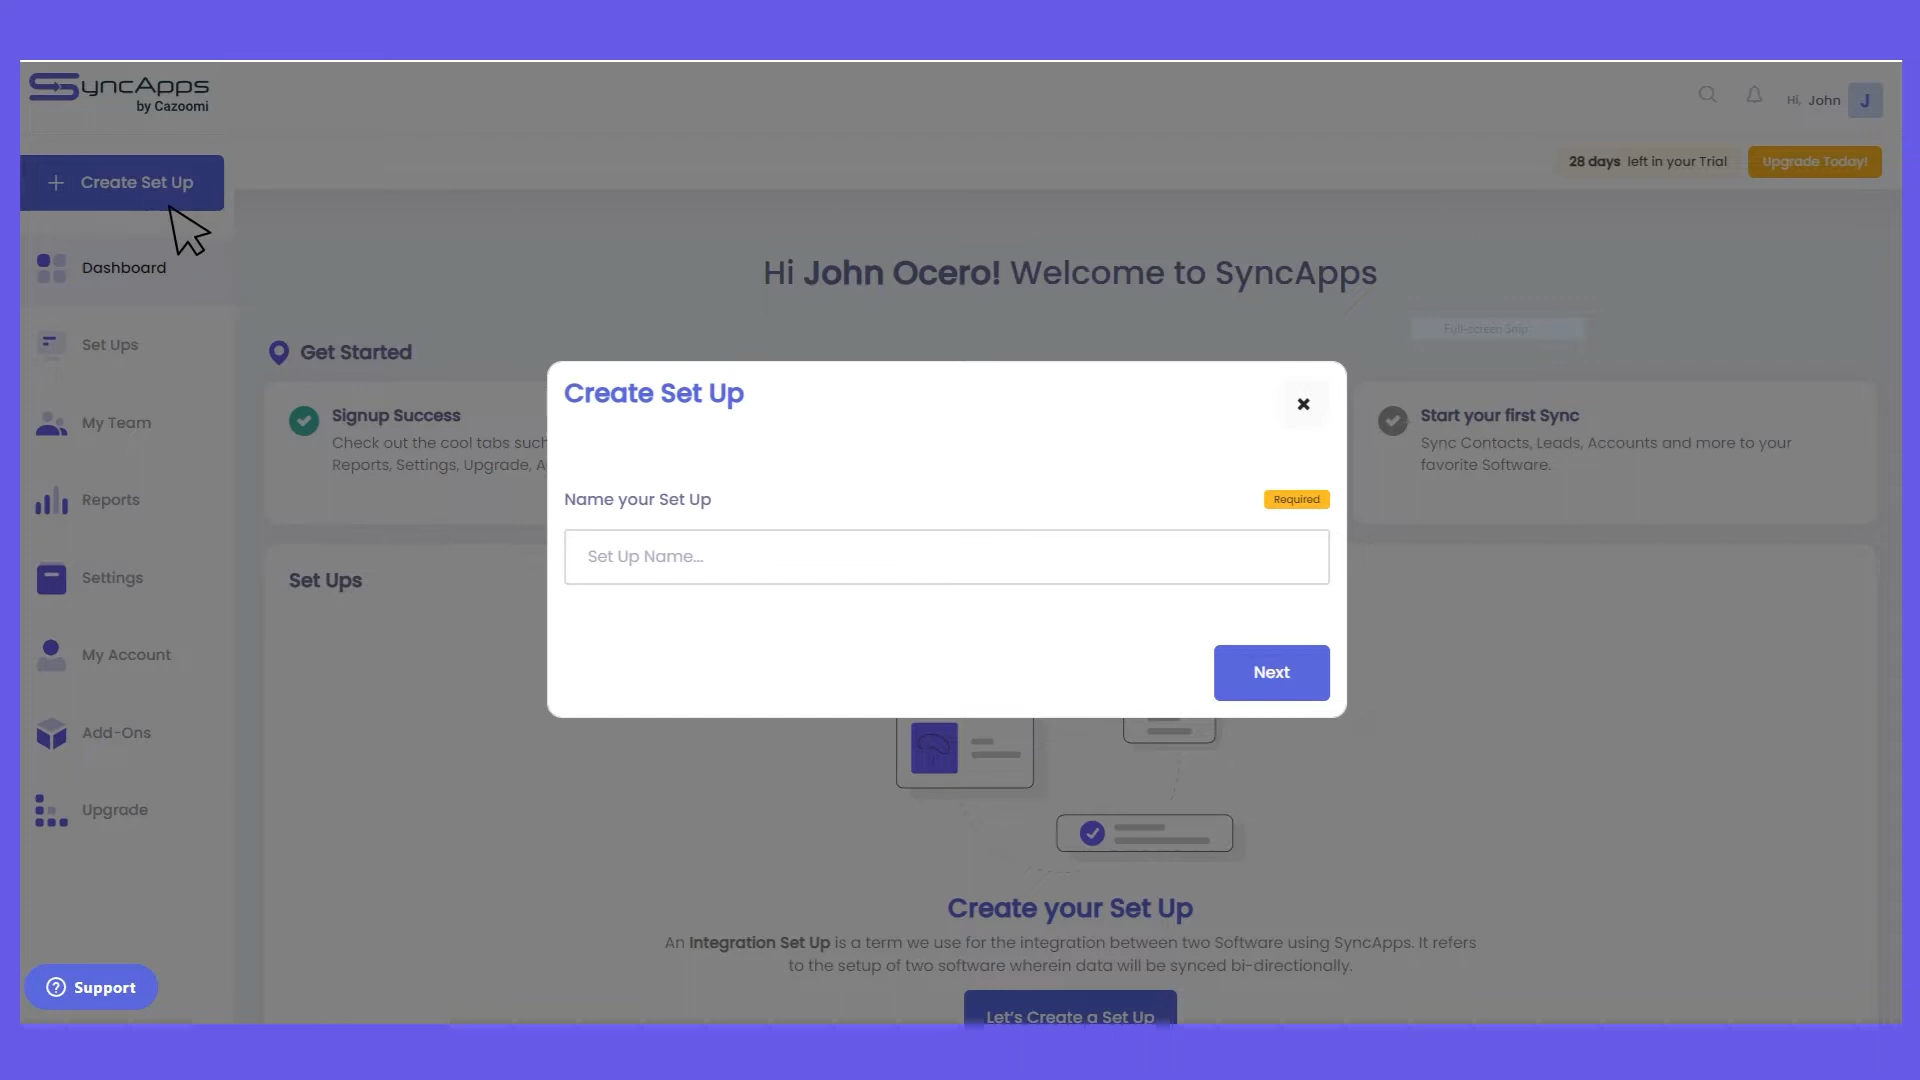 SyncApps
by Cazoomi
Hi, John
J
28 days left in your Trial
Upgrade Today!
Create Set Up
Dashboard
Set Ups
My Team
Reports
Settings
My Account
Add-Ons
Upgrade
Support
Hi John Ocero! Welcome to SyncApps
Full-screen Snip
Get Started
Signup Success
Check out the cool tabs such
Reports, Settings, Upgrade, A
Start your first Sync
Sync Contacts, Leads, Accounts and more to your
favorite Software.
Set Ups
Create Set Up
Name your Set Up
Required
Set Up Name...
Next
Create your Set Up
An Integration Set Up is a term we use for the integration between two Software using SyncApps. It refers
to the setup of two software wherein data will be synced bi-directionally.
Let's Create a Set Up